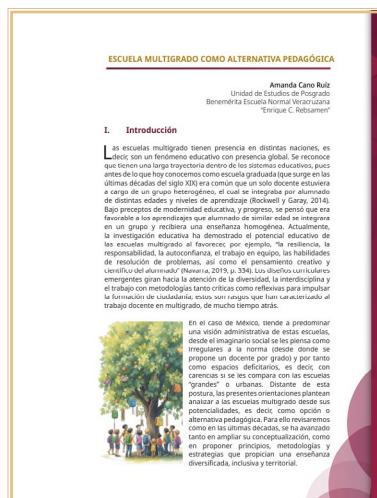 ESCUELA MULTIGRADO COMO ALTERNATIVA PEDAGÓGICA
Amanda Cano Ruiz
Unidad de Estudios de Posgrado
Benemérita Escuela Normal Veracruzana
"Enrique C. Rebsamen"
I. Introducción
Las escuelas multigrado tienen presencia en distintas naciones, es
decir, son un fenómeno educativo con presencia global. Se reconoce
que tienen una larga trayectoria dentro de los sistemas educativos, pues
antes de lo que hoy conocemos como escuela graduada (que surge en las
últimas décadas del siglo XIX) era común que un solo docente estuviera
a cargo de un grupo heterogéneo, el cual se integraba por alumnado
de distintas edades y niveles de aprendizaje (Rockwell y Garay, 2014).
Bajo preceptos de modernidad educativa, y progreso, se pensó que era
favorable a los aprendizajes que alumnado de similar edad se integrara
en un grupo y recibiera una enseñanza homogénea. Actualmente,
la investigación educativa ha demostrado el potencial educativo de
las escuelas multigrado al favorecer, por ejemplo, "la resiliencia, la
responsabilidad, la autoconfianza, el trabajo en equipo, las habilidades
de resolución de problemas, así como el pensamiento creativo y
científico del alumnado" (Navarra, 2019, p. 334). Los diseños curriculares
emergentes giran hacia la atención de la diversidad, la interdisciplina y
el trabajo con metodologías tanto críticas como reflexivas para impulsar
la formación de ciudadanía; estos son rasgos que han caracterizado al
trabajo docente en multigrado, de mucho tiempo atrás.
En el caso de México, tiende a predominar
una visión administrativa de estas escuelas,
desde el imaginario social se les piensa como
irregulares a la norma (desde donde se
propone un docente por grado) y por tanto
como espacios deficitarios, es decir, con
carencias si se les compara con las escuelas
"grandes" o urbanas. Distante de esta
postura, las presentes orientaciones plantean
analizar a las escuelas multigrado desde sus
potencialidades, es decir, como opción o
alternativa pedagógica. Para ello revisaremos
cómo en las últimas décadas, se ha avanzado
tanto en ampliar su conceptualización, como
en proponer principios, metodologías y
estrategias que propician una enseñanza
diversificada, inclusiva y territorial.